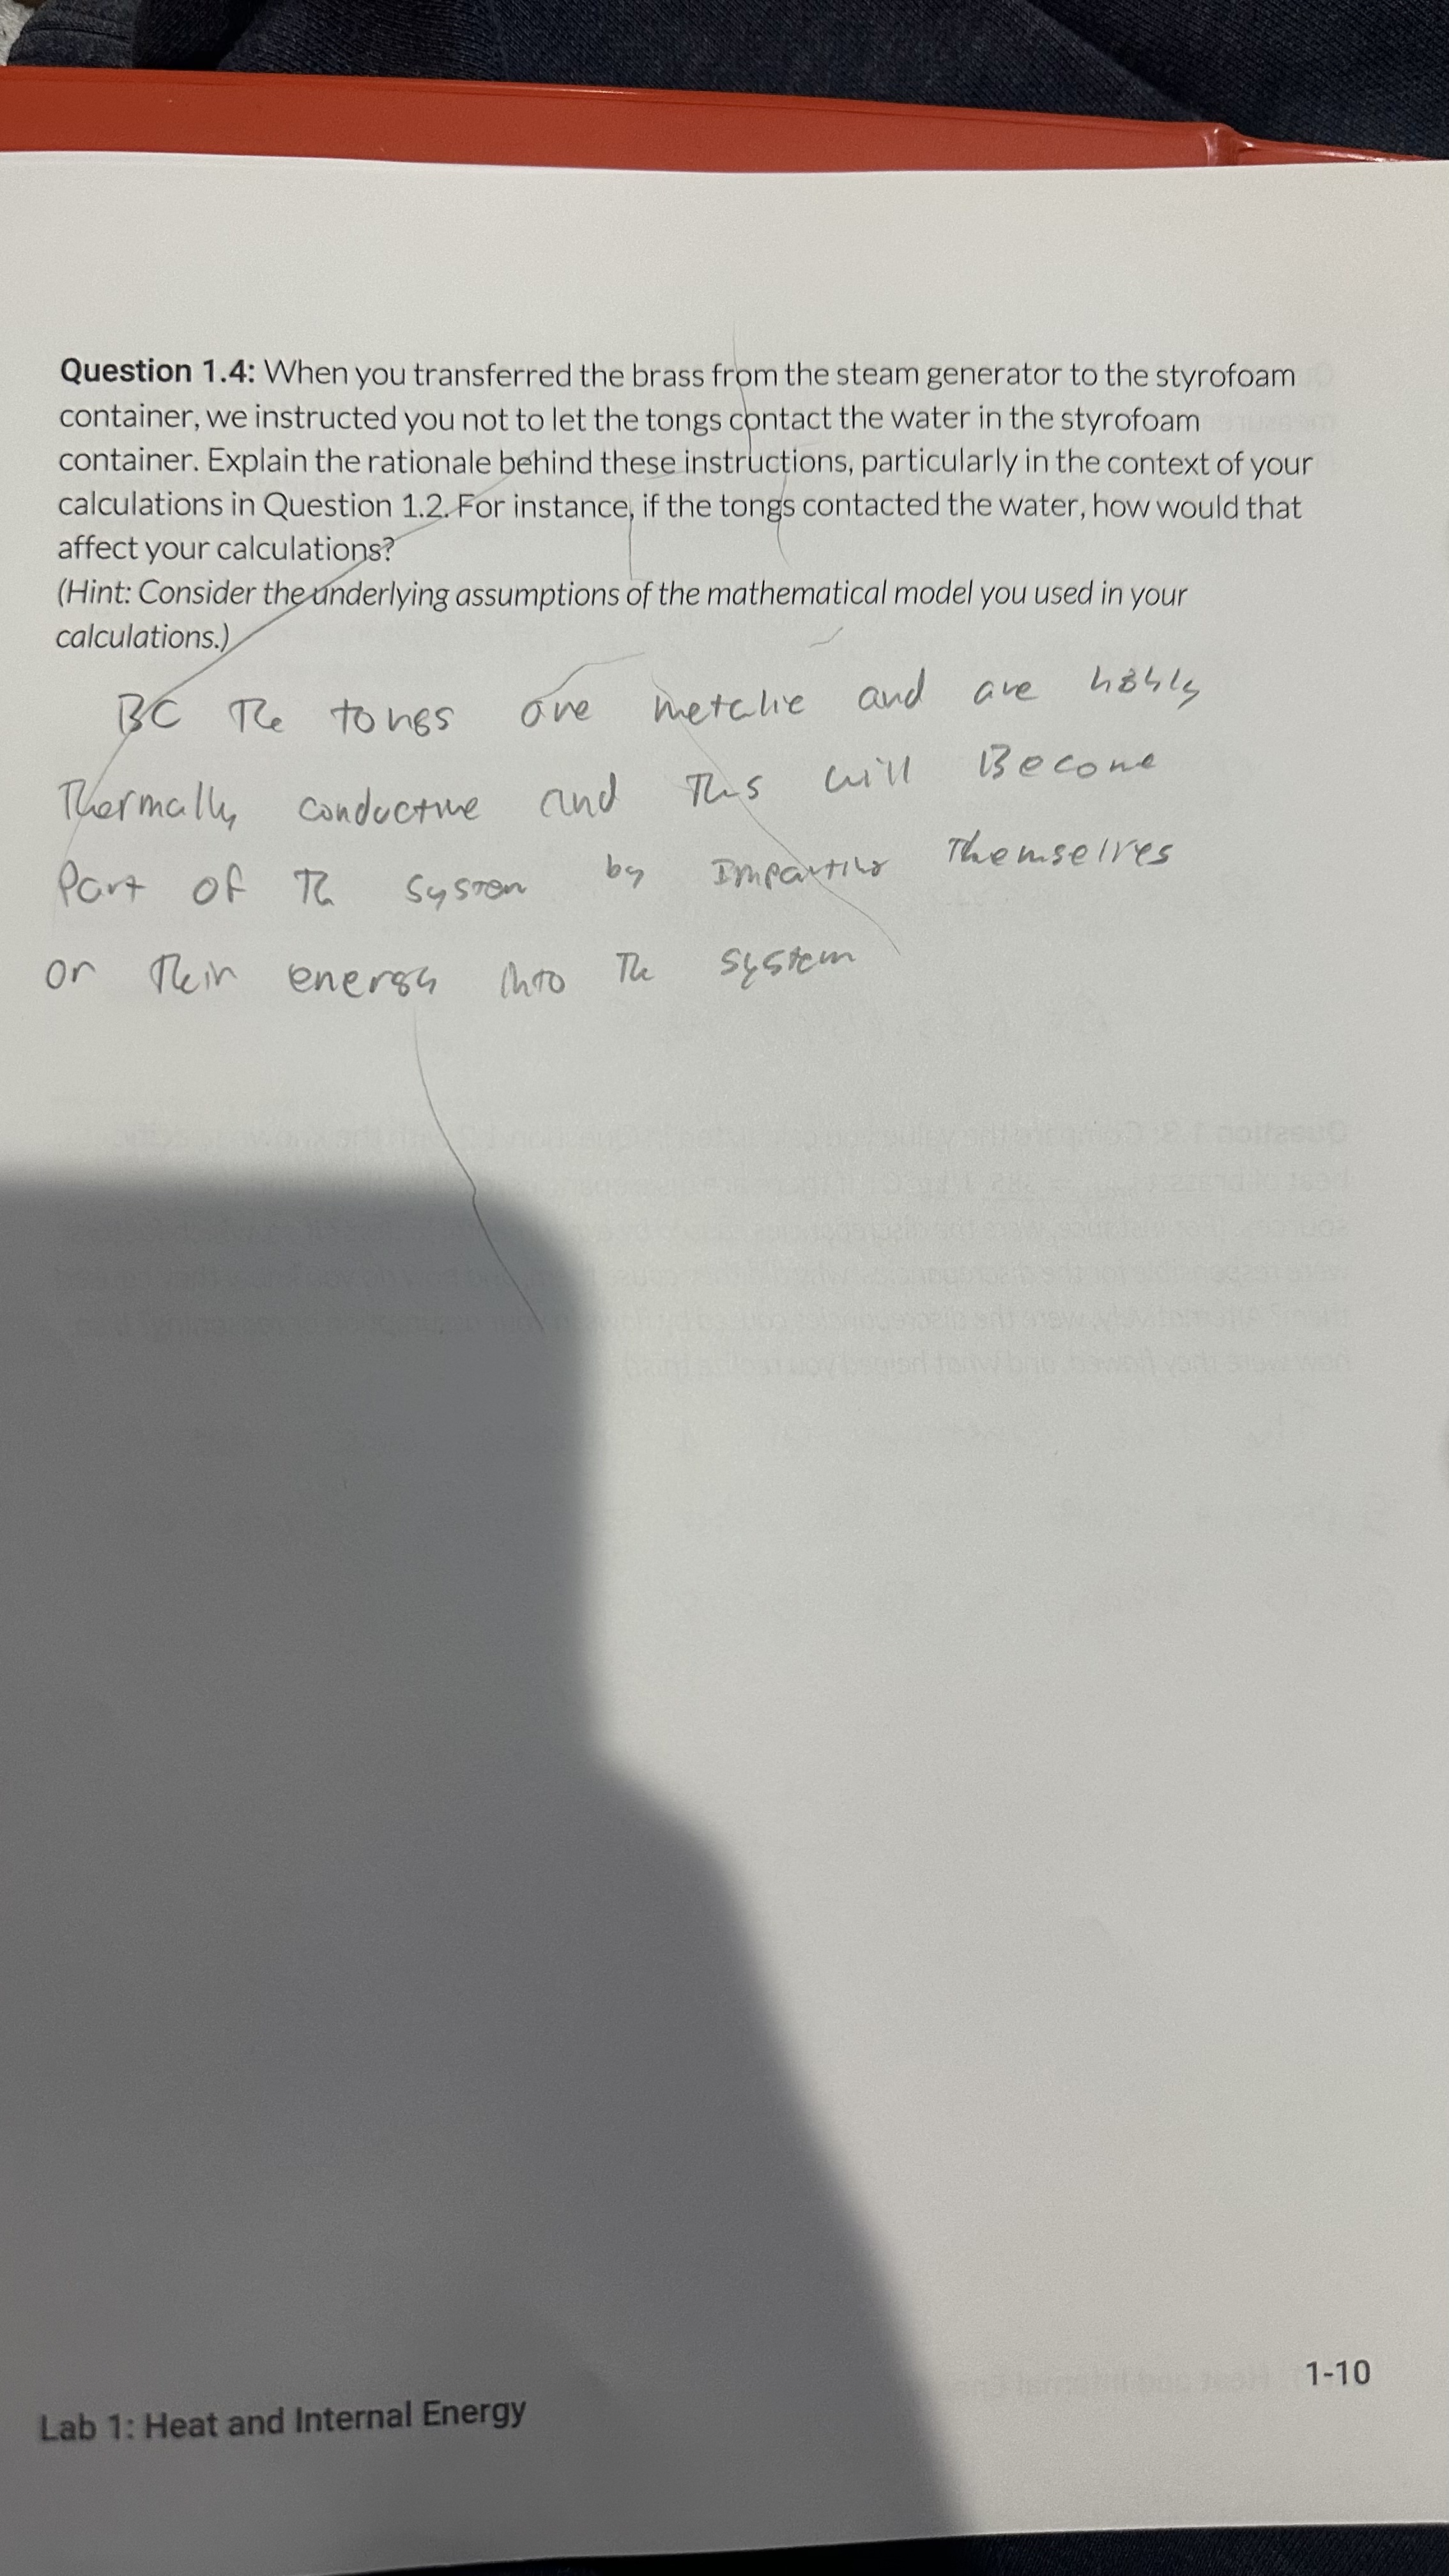 Question 1.4: When you transferred the brass from the steam generator to the styrofoam
container, we instructed you not to let the tongs contact the water in the styrofoam
container. Explain the rationale behind these instructions, particularly in the context of your
calculations in Question 1.2. For instance, if the tongs contacted the water, how would that
affect your calculations?
(Hint: Consider the underlying assumptions of the mathematical model you used in your
calculations.)
BC The tongs are metalic and are highly
Thermally conductive and This will Become
Part of Th System by Imparting Themselves
or Their energy into The system
1-10
Lab 1: Heat and Internal Energy